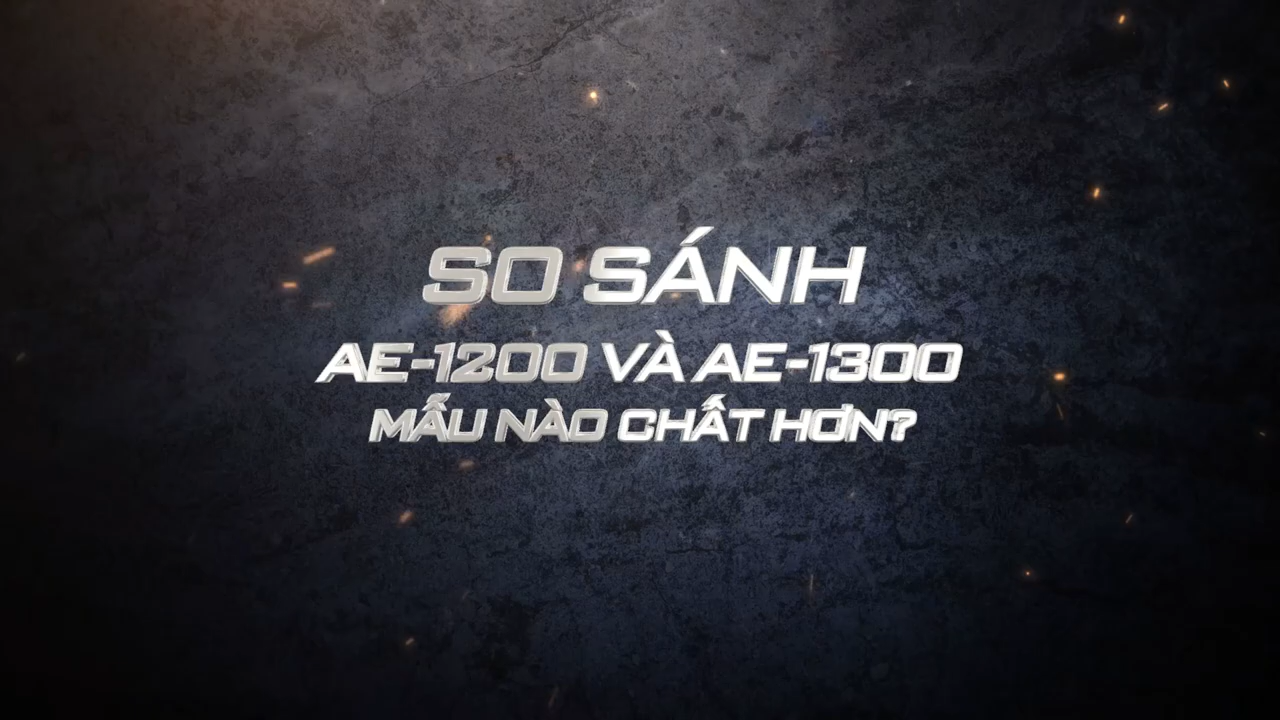 SO SÁNH
AE-1200 VÀ AE-1300
MẪU NÀO CHẤT HƠN?